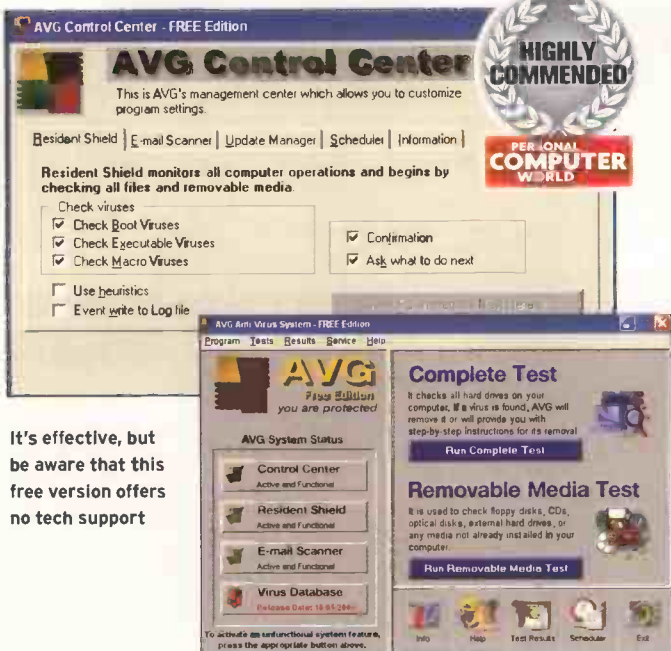 AVG Control Center - FREE Edition
AVG Control Center
This is AVG's management center which allows you to customize
program settings.
Resident Shield | E-mail Scanner | Update Manager | Scheduler | Information |
Resident Shield monitors all computer operations and begins by
checking all files and removable media.
Check viruses
Check Boot Viruses
Check Executable Viruses
Check Macro Viruses
Confirmation
Ask what to do next
Use heuristics
Event write to Log file
HIGHLY
COMMENDED
PERSONAL
COMPUTER
WORLD
It's effective, but
be aware that this
free version offers
no tech support
AVG Anti Virus System - FREE Edition
Program Tests Results Service Help
AVG
Free Edition
you are protected
AVG System Status
Control Center
Active and Functional
Resident Shield
Active and Functional
E-mail Scanner
Active and Functional
Virus Database
Release Date:
To activate an unfunctional system feature,
press the appropriate button above.
Complete Test
It checks all hard drives on your
computer. If a virus is found, AVG will
remove it or will provide you with
step-by-step instructions for its removal
Run Complete Test
Removable Media Test
It is used to check floppy disks, CDs,
optical disks, external hard drives, or
any media not already installed in your
computer.
Run Removable Media Test
Info Help Test Results Scheduler Exit